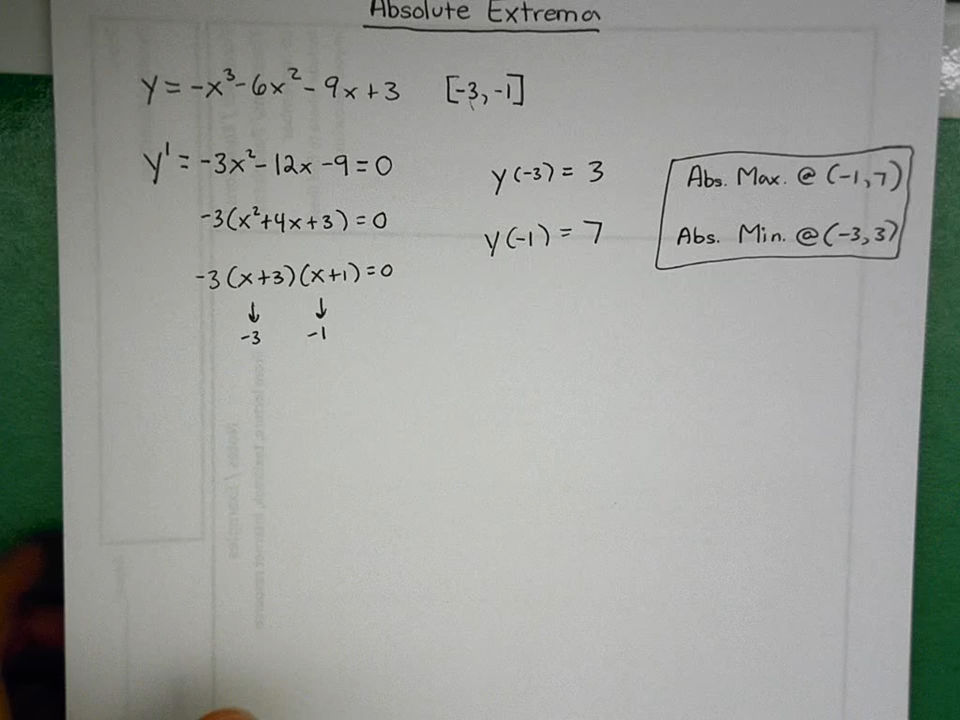 Absolute Extrema
y = -x³ - 6x² - 9x + 3 [-3, -1]
y' = -3x² - 12x - 9 = 0
-3(x² + 4x + 3) = 0
-3(x + 3)(x + 1) = 0
↓ ↓
-3 -1
y(-3) = 3
y(-1) = 7
Abs. Max. @ (-1, 7)
Abs. Min. @ (-3, 3)